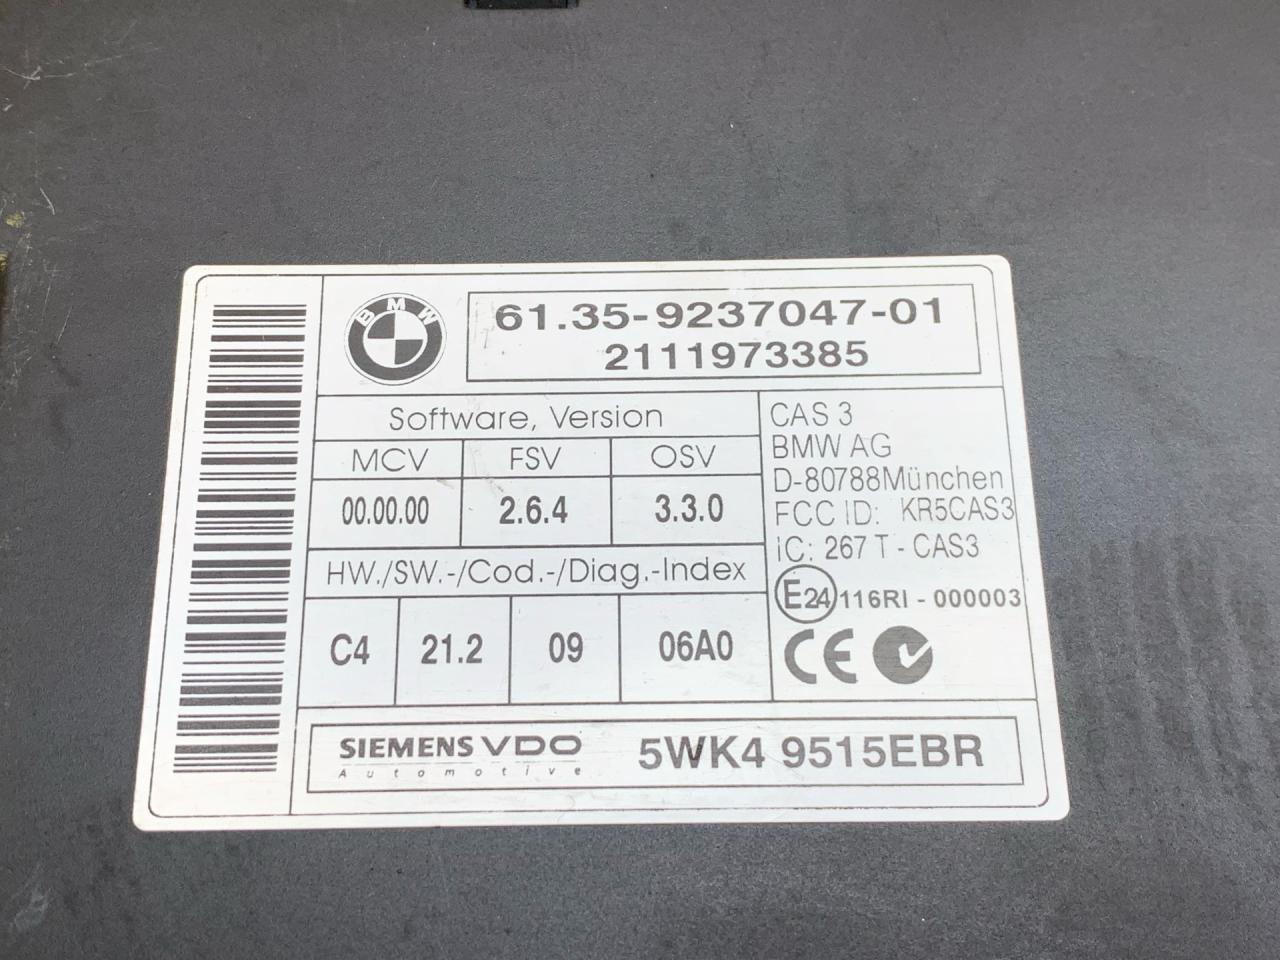 BMW
61.35-9237047-01
2111973385
Software, Version
MCV FSV OSV
00.00.00 2.6.4 3.3.0
HW./SW.-/Cod.-/Diag.-Index
C4 21.2 09 06A0
CAS 3
BMW AG
D-80788München
FCC ID: KR5CAS3
IC: 267 T - CAS3
E24 116RI - 000003
CE
SIEMENS VDO
Automotive
5WK4 9515EBR